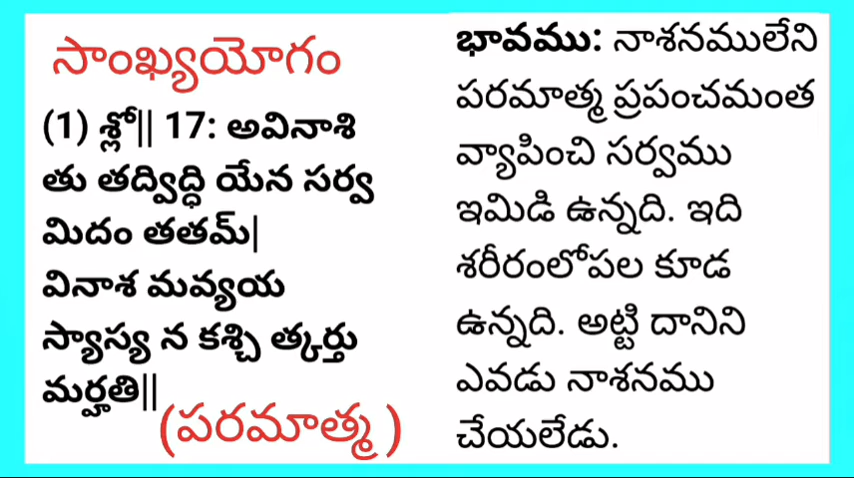 సాంఖ్యయోగం
(1) శ్లో|| 17: అవినాశి
తు తద్విద్ధి యేన సర్వ
మిదం తతమ్|
వినాశ మవ్యయ
స్యాస్య న కశ్చి త్కర్తు
మర్హతి||
(పరమాత్మ )
భావము: నాశనములేని
పరమాత్మ ప్రపంచమంత
వ్యాపించి సర్వము
ఇమిడి ఉన్నది. ఇది
శరీరంలోపల కూడ
ఉన్నది. అట్టి దానిని
ఎవడు నాశనము
చేయలేడు.